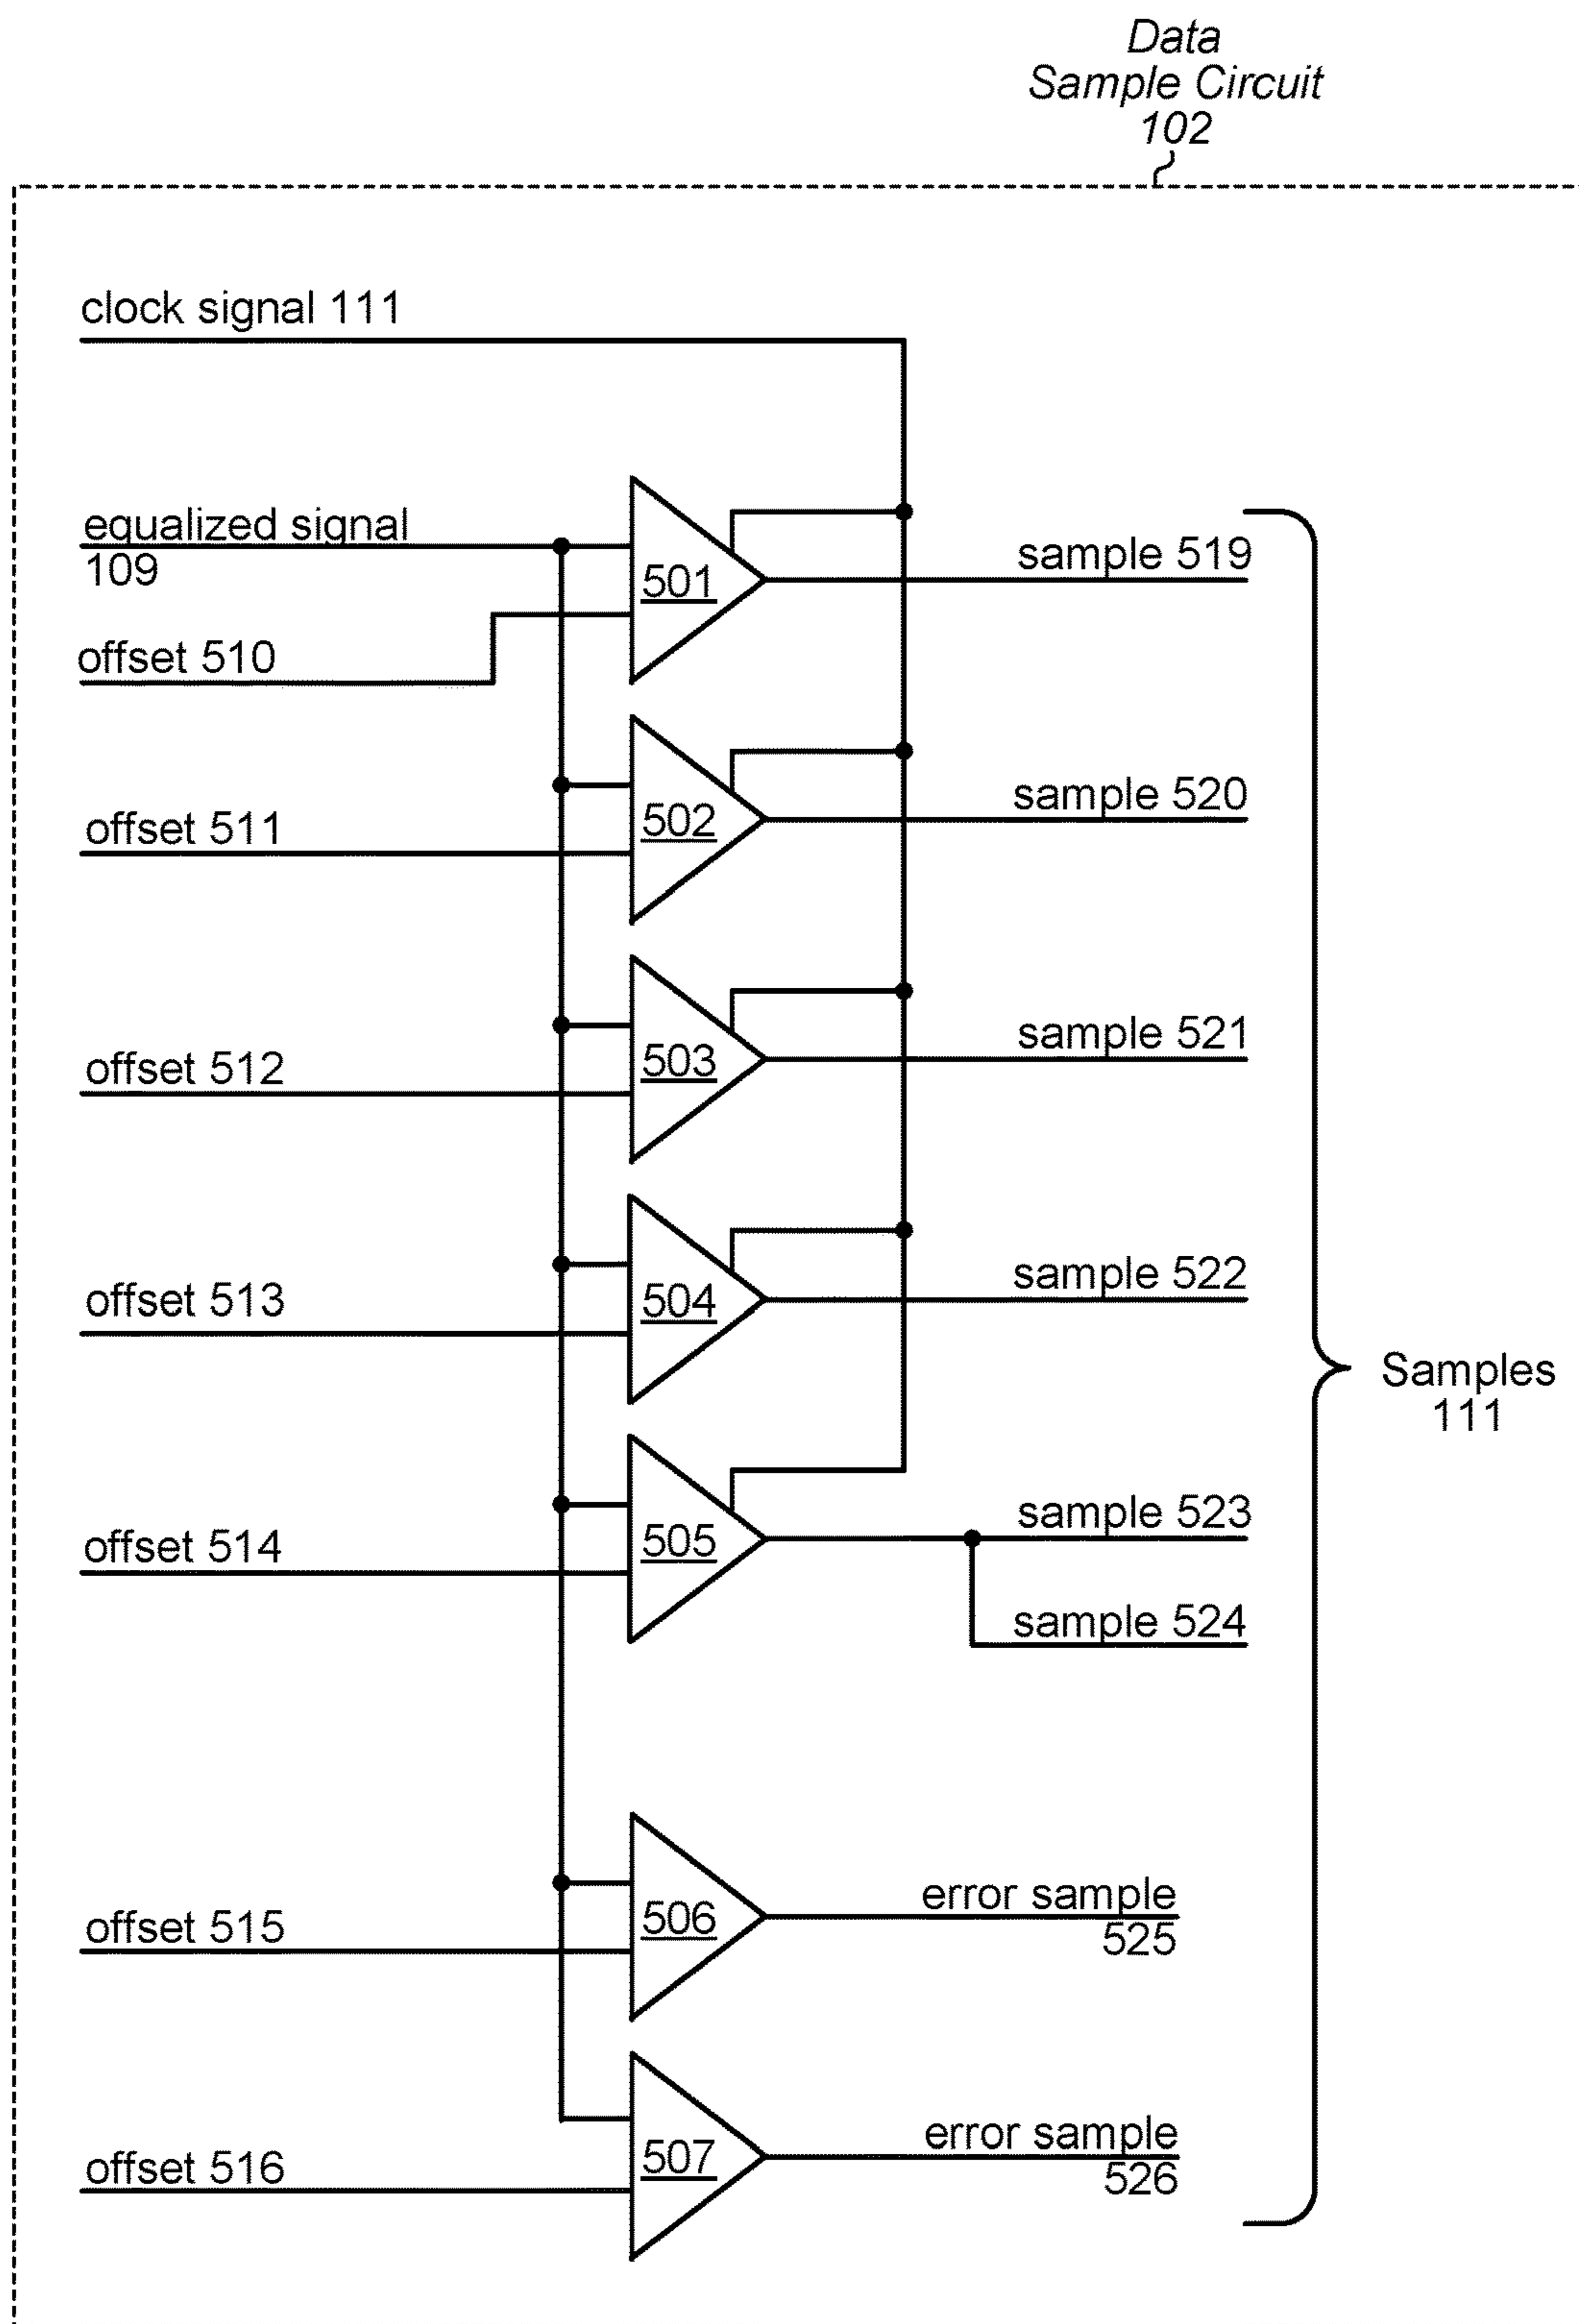 Data
Sample Circuit
102
clock signal 111
equalized signal
109
501
sample 519
offset 510
offset 511
502
sample 520
offset 512
503
sample 521
offset 513
504
sample 522
Samples
111
offset 514
505
sample 523
sample 524
offset 515
506
error sample
525
offset 516
507
error sample
526